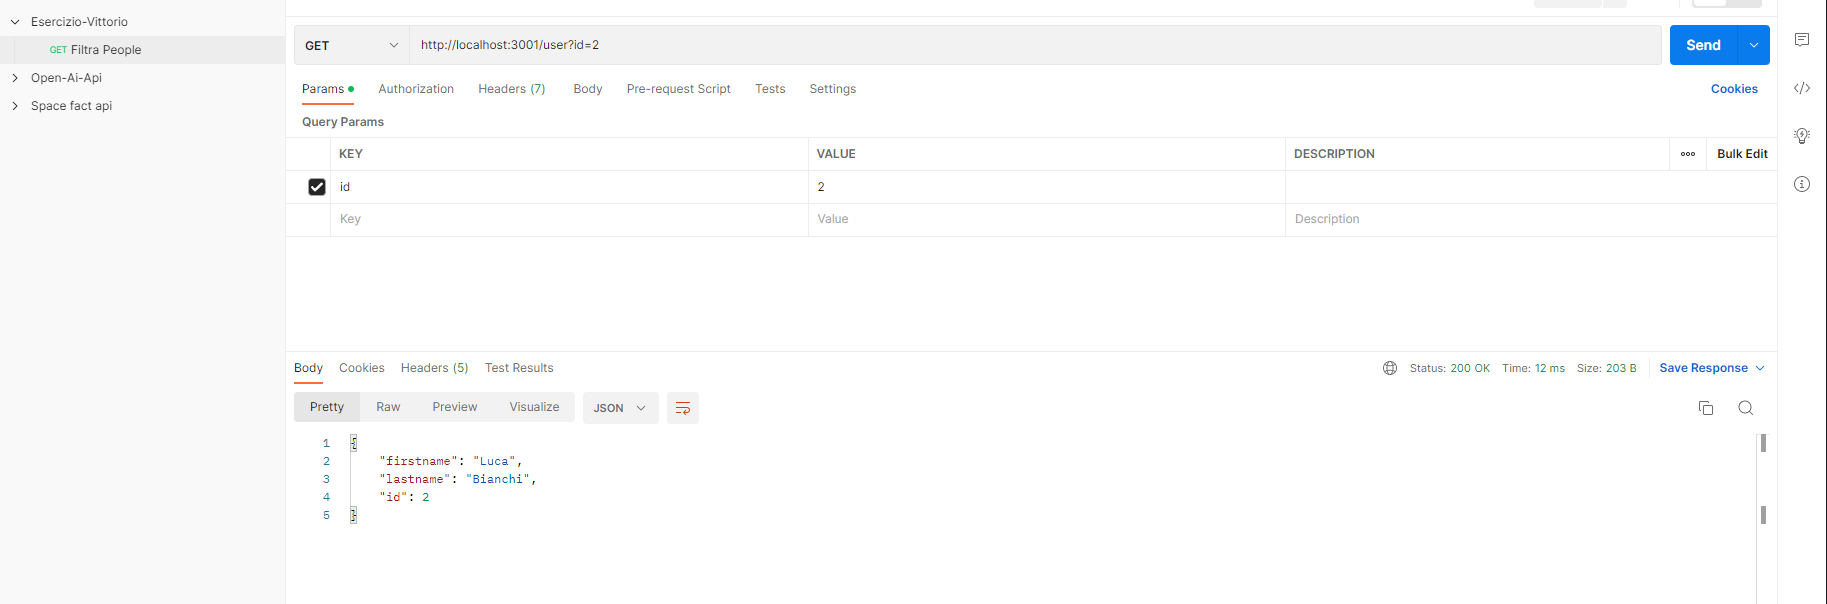 Esercizio-Vittorio
GET Filtra People
Open-Ai-Api
Space fact api
GET http://localhost:3001/user?id=2 Send
Params Authorization Headers (7) Body Pre-request Script Tests Settings Cookies
Query Params
KEY VALUE DESCRIPTION Bulk Edit
id 2
Key Value Description
Body Cookies Headers (5) Test Results Status: 200 OK Time: 12 ms Size: 203 B Save Response
Pretty Raw Preview Visualize JSON
1 {
2 "firstname": "Luca",
3 "lastname": "Bianchi",
4 "id": 2
5 }